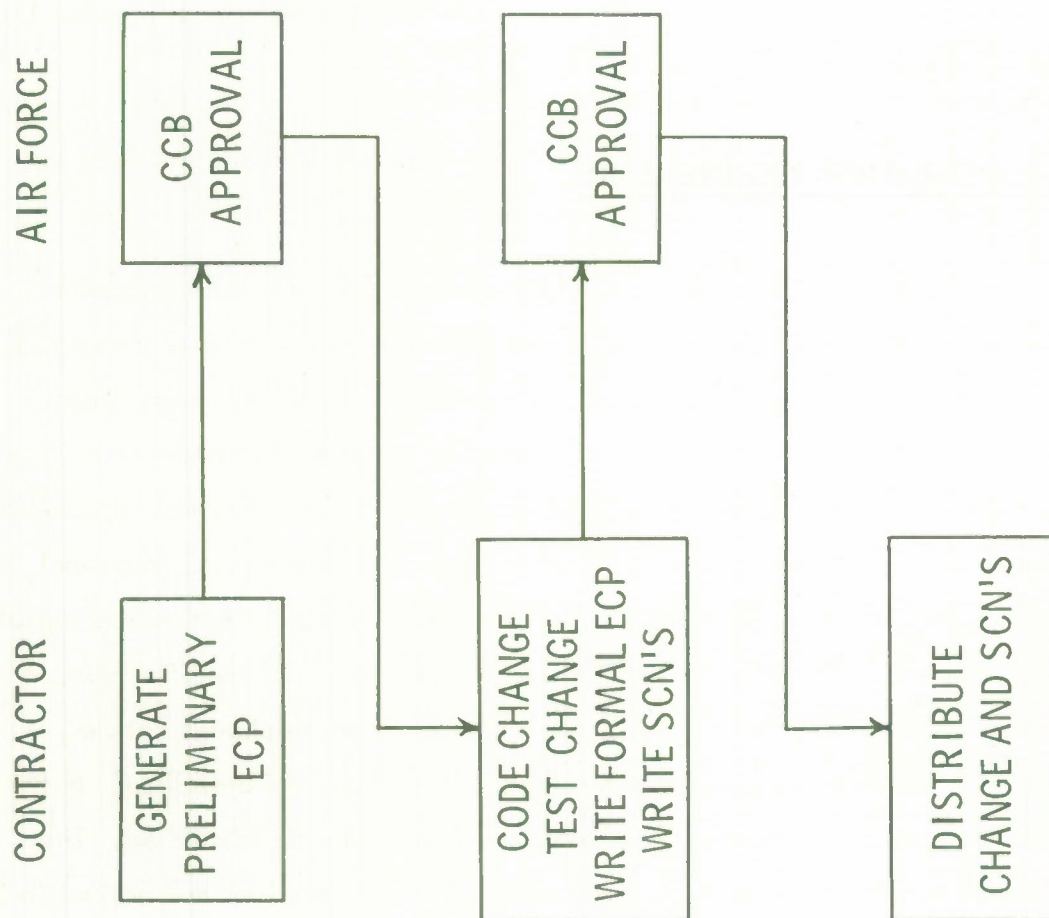 CONTRACTOR
AIR FORCE
GENERATE
PRELIMINARY
ECP
CCB
APPROVAL
CODE CHANGE
TEST CHANGE
WRITE FORMAL ECP
WRITE SCN'S
CCB
APPROVAL
DISTRIBUTE
CHANGE AND SCN'S